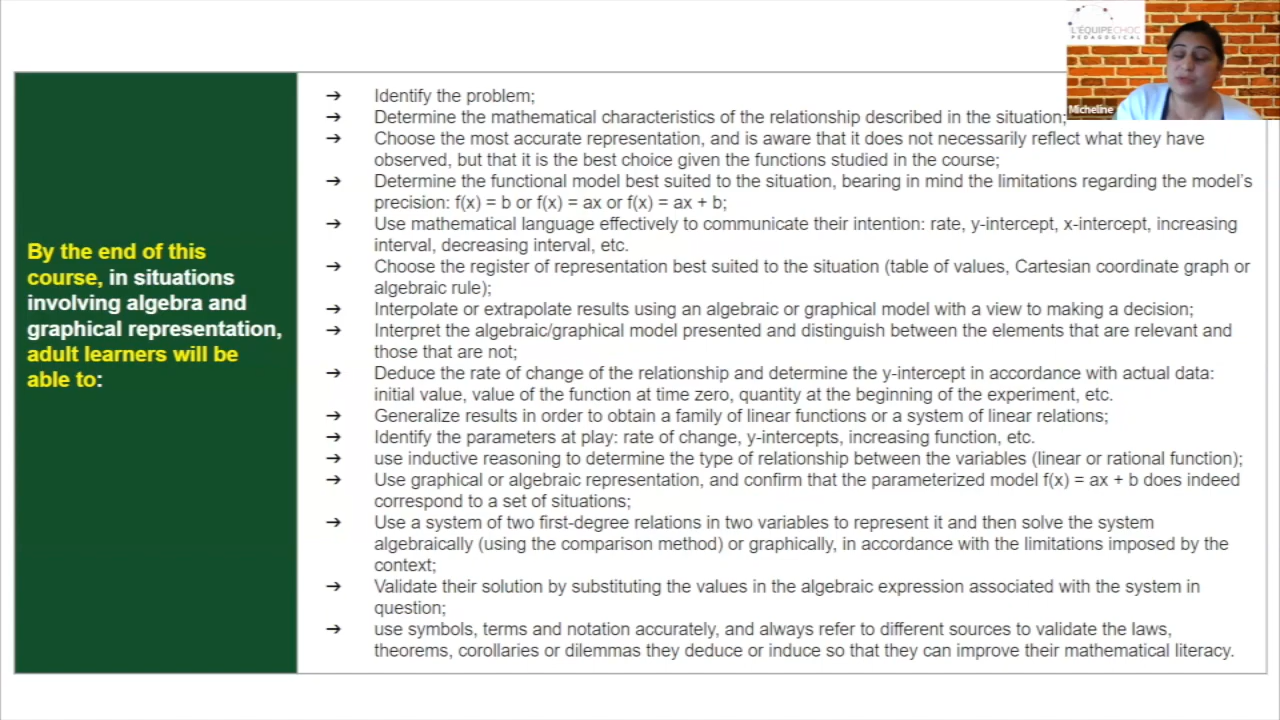 L'ÉQUIPECHOC
PEDAGOGICAL
Micheline
By the end of this
course, in situations
involving algebra and
graphical representation,
adult learners will be
able to:
➔ Identify the problem;
➔ Determine the mathematical characteristics of the relationship described in the situation;
➔ Choose the most accurate representation, and is aware that it does not necessarily reflect what they have
observed, but that it is the best choice given the functions studied in the course;
➔ Determine the functional model best suited to the situation, bearing in mind the limitations regarding the model's
precision: f(x) = b or f(x) = ax or f(x) = ax + b;
➔ Use mathematical language effectively to communicate their intention: rate, y-intercept, x-intercept, increasing
interval, decreasing interval, etc.
➔ Choose the register of representation best suited to the situation (table of values, Cartesian coordinate graph or
algebraic rule);
➔ Interpolate or extrapolate results using an algebraic or graphical model with a view to making a decision;
➔ Interpret the algebraic/graphical model presented and distinguish between the elements that are relevant and
those that are not;
➔ Deduce the rate of change of the relationship and determine the y-intercept in accordance with actual data:
initial value, value of the function at time zero, quantity at the beginning of the experiment, etc.
➔ Generalize results in order to obtain a family of linear functions or a system of linear relations;
➔ Identify the parameters at play: rate of change, y-intercepts, increasing function, etc.
➔ use inductive reasoning to determine the type of relationship between the variables (linear or rational function);
➔ Use graphical or algebraic representation, and confirm that the parameterized model f(x) = ax + b does indeed
correspond to a set of situations;
➔ Use a system of two first-degree relations in two variables to represent it and then solve the system
algebraically (using the comparison method) or graphically, in accordance with the limitations imposed by the
context;
➔ Validate their solution by substituting the values in the algebraic expression associated with the system in
question;
➔ use symbols, terms and notation accurately, and always refer to different sources to validate the laws,
theorems, corollaries or dilemmas they deduce or induce so that they can improve their mathematical literacy.